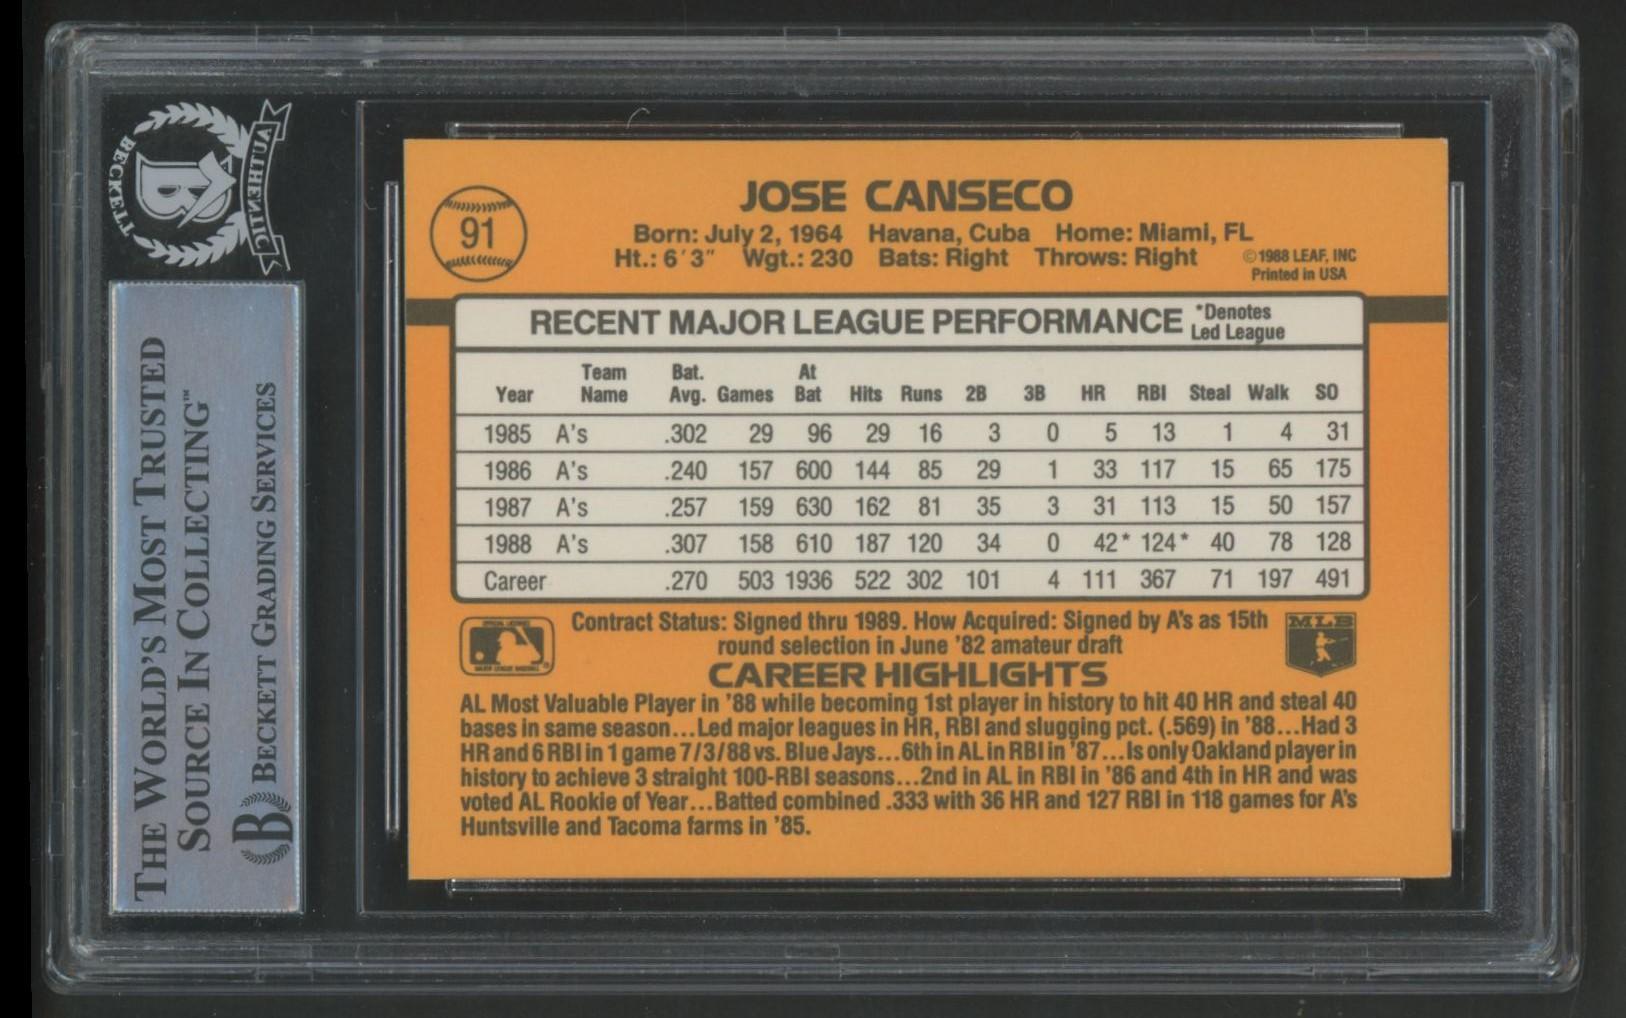 BECKETT
AUTHENTIC
B
THE WORLD'S MOST TRUSTED
SOURCE IN COLLECTING™
B BECKETT GRADING SERVICES
91
JOSE CANSECO
Born: July 2, 1964 Havana, Cuba Home: Miami, FL
Ht.: 6'3" Wgt.: 230 Bats: Right Throws: Right
©1988 LEAF, INC
Printed in USA
RECENT MAJOR LEAGUE PERFORMANCE *Denotes
Led League
Year Team Name Bat. Avg. Games At Bat Hits Runs 2B 3B HR RBI Steal Walk SO
1985 A's .302 29 96 29 16 3 0 5 13 1 4 31
1986 A's .240 157 600 144 85 29 1 33 117 15 65 175
1987 A's .257 159 630 162 81 35 3 31 113 15 50 157
1988 A's .307 158 610 187 120 34 0 42* 124* 40 78 128
Career .270 503 1936 522 302 101 4 111 367 71 197 491
Contract Status: Signed thru 1989. How Acquired: Signed by A's as 15th
round selection in June '82 amateur draft
MLB
CAREER HIGHLIGHTS
AL Most Valuable Player in '88 while becoming 1st player in history to hit 40 HR and steal 40
bases in same season...Led major leagues in HR, RBI and slugging pct. (.569) in '88...Had 3
HR and 6 RBI in 1 game 7/3/88 vs. Blue Jays...6th in AL in RBI in '87...Is only Oakland player in
history to achieve 3 straight 100-RBI seasons...2nd in AL in RBI in '86 and 4th in HR and was
voted AL Rookie of Year...Batted combined .333 with 36 HR and 127 RBI in 118 games for A's
Huntsville and Tacoma farms in '85.